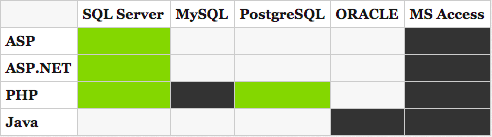 SQL Server MySQL PostgreSQL ORACLE MS Access
ASP
ASP.NET
PHP
Java